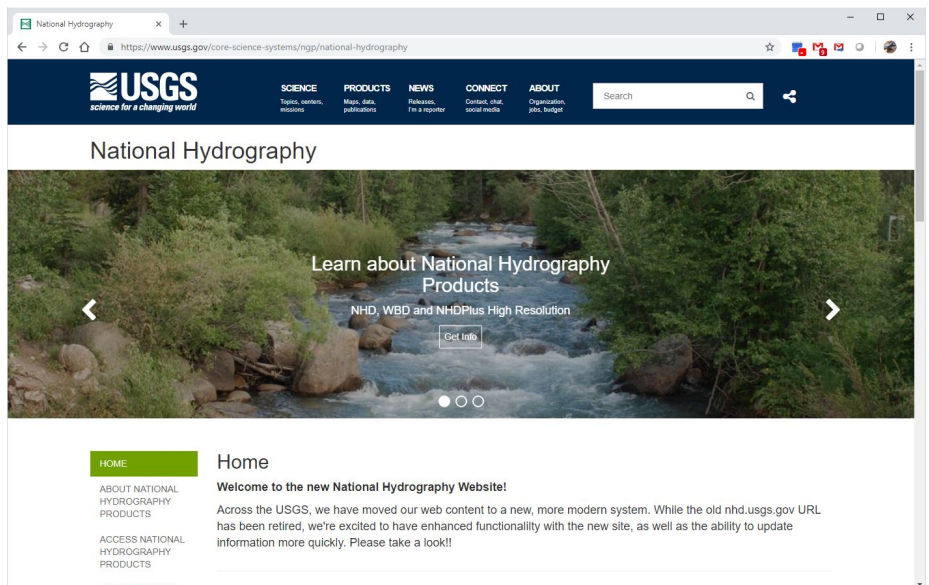 National Hydrography
https://www.usgs.gov/core-science-systems/ngp/national-hydrography
USGS
science for a changing world
SCIENCE
Topics, centers,
missions
PRODUCTS
Maps, data,
publications
NEWS
Releases,
I'm a reporter
CONNECT
Contact, chat,
social media
ABOUT
Organization,
jobs, budget
Search
National Hydrography
Learn about National Hydrography
Products
NHD, WBD and NHDPlus High Resolution
Get Info
HOME
ABOUT NATIONAL
HYDROGRAPHY
PRODUCTS
ACCESS NATIONAL
HYDROGRAPHY
PRODUCTS
Home
Welcome to the new National Hydrography Website!
Across the USGS, we have moved our web content to a new, more modern system. While the old nhd.usgs.gov URL
has been retired, we're excited to have enhanced functionalilty with the new site, as well as the ability to update
information more quickly. Please take a look!!